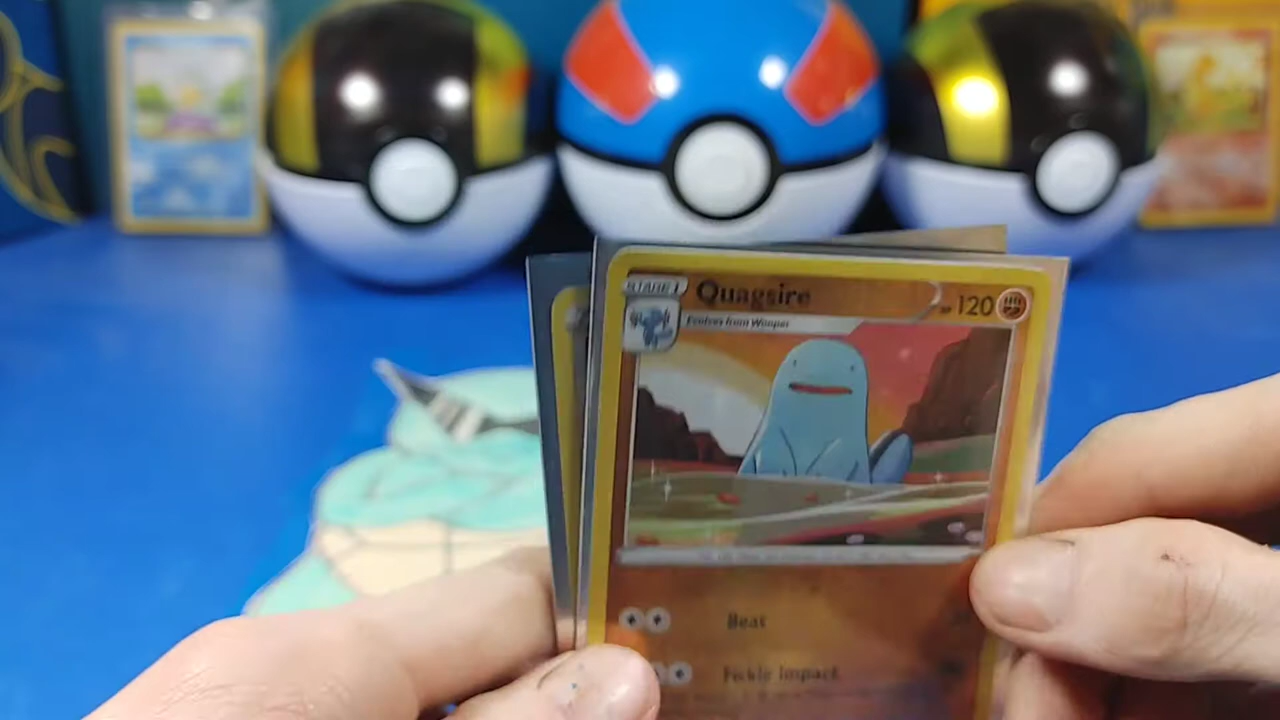 STAGE 1
Quagsire
HP 120
Evolves from Wooper
Beat
Fickle Impact